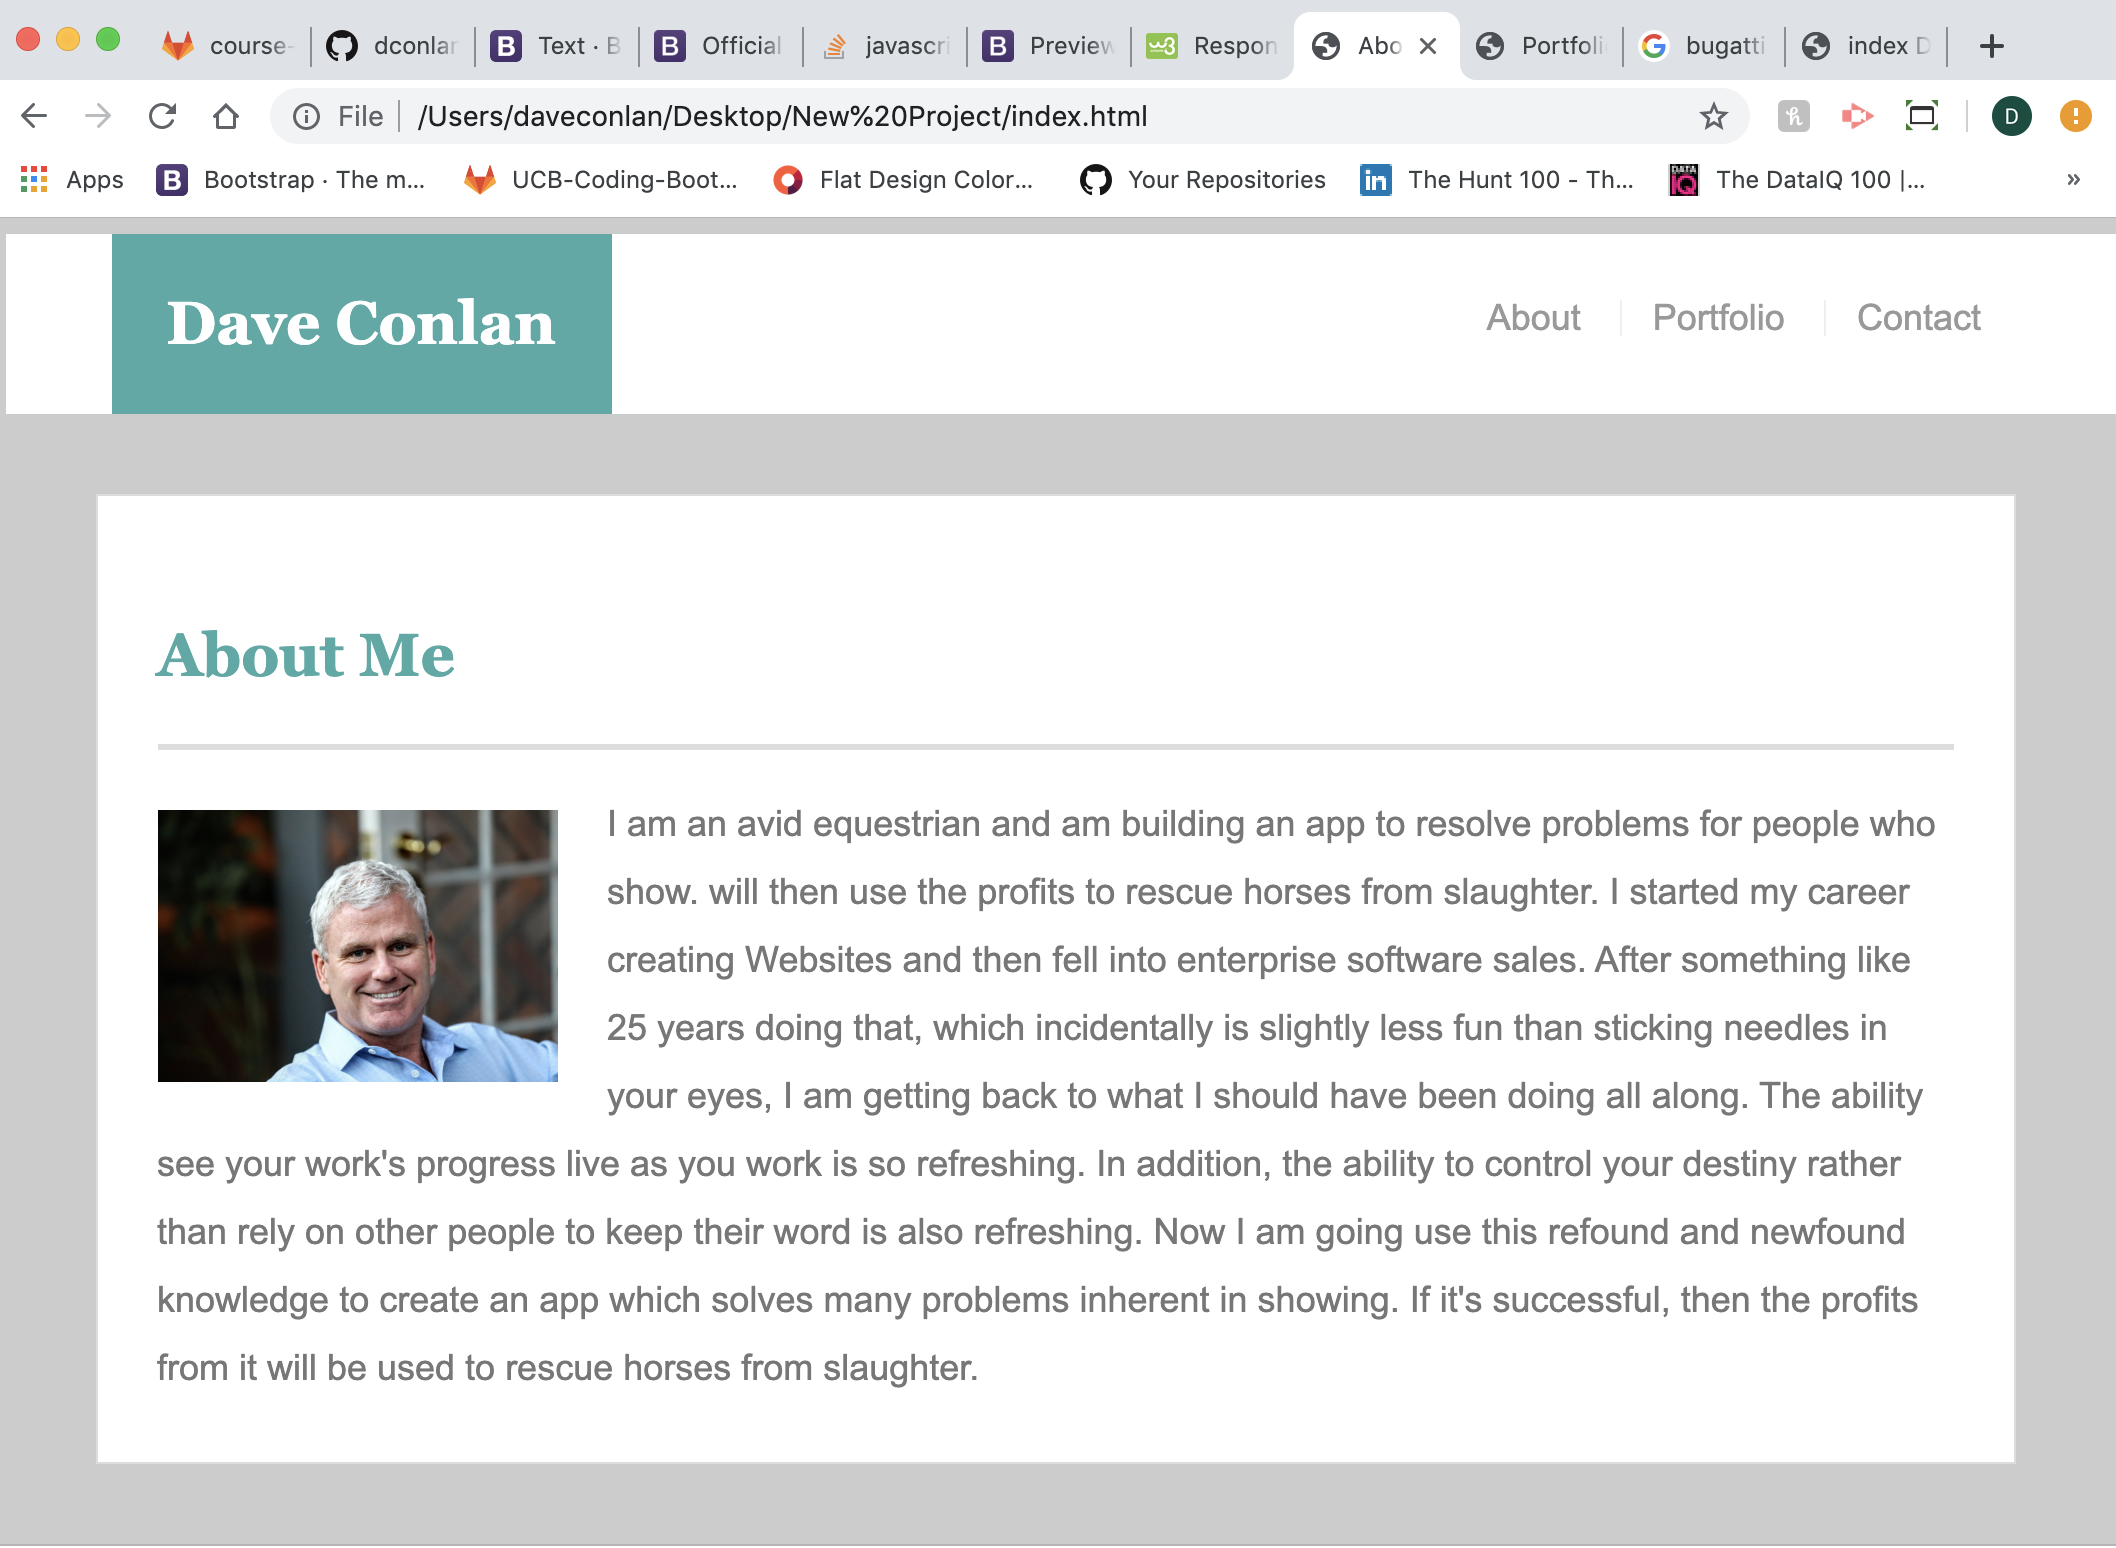 course-
dconlar
Text · B
Official
javascri
Preview
Respon
Abo
Portfoli
bugatti
index D
File
/Users/daveconlan/Desktop/New%20Project/index.html
D
Apps
Bootstrap · The m...
UCB-Coding-Boot...
Flat Design Color...
Your Repositories
The Hunt 100 - Th...
The DataIQ 100 |...
»
Dave Conlan
About
Portfolio
Contact
About Me
I am an avid equestrian and am building an app to resolve problems for people who
show. will then use the profits to rescue horses from slaughter. I started my career
creating Websites and then fell into enterprise software sales. After something like
25 years doing that, which incidentally is slightly less fun than sticking needles in
your eyes, I am getting back to what I should have been doing all along. The ability
see your work's progress live as you work is so refreshing. In addition, the ability to control your destiny rather
than rely on other people to keep their word is also refreshing. Now I am going use this refound and newfound
knowledge to create an app which solves many problems inherent in showing. If it's successful, then the profits
from it will be used to rescue horses from slaughter.